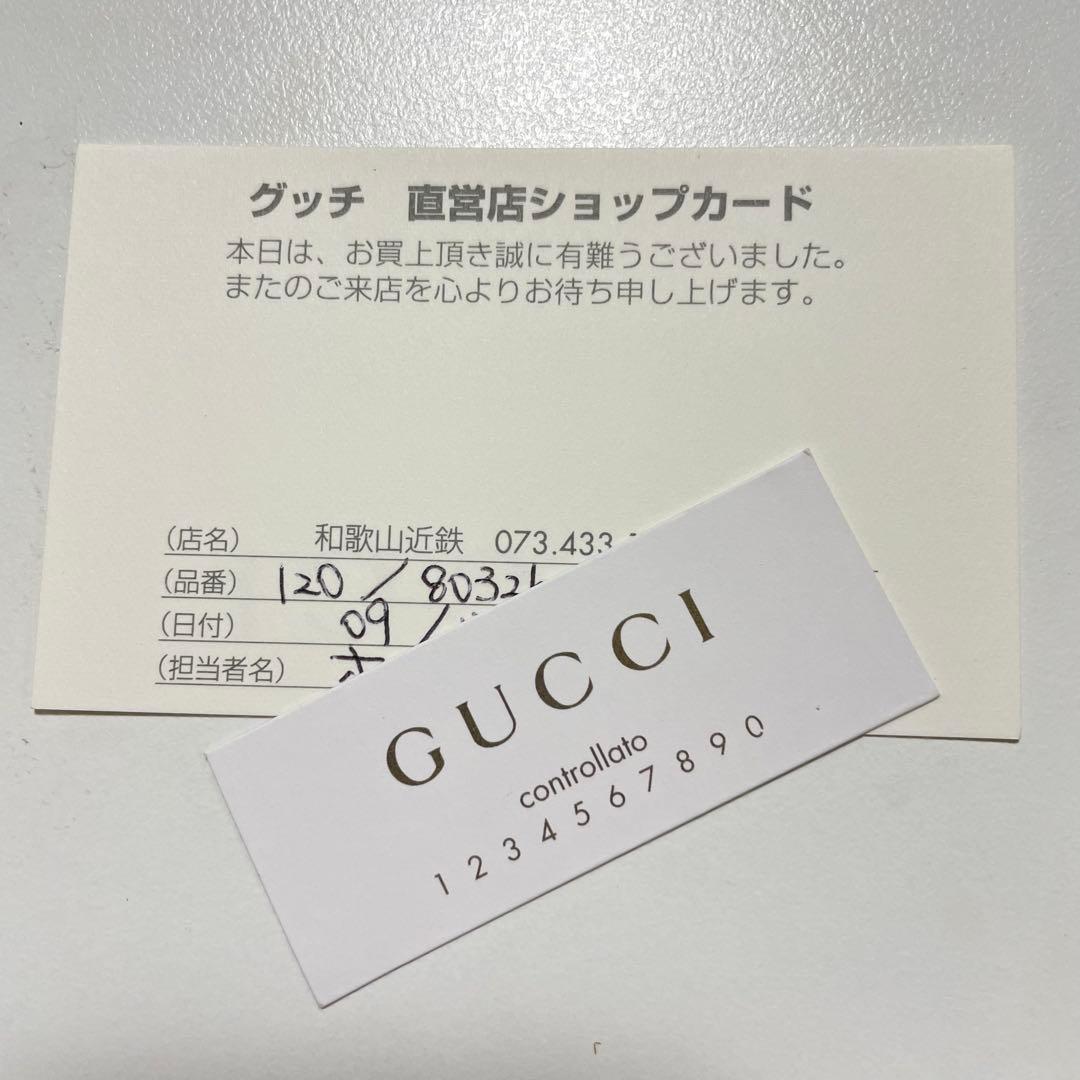 グッチ 直営店ショップカード
本日は、お買上頂き誠に有難うございました。
またのご来店を心よりお待ち申し上げます。
(店名) 和歌山近鉄 073.433.
(品番) 120 / 80326
(日付) 09 /
(担当者名)
GUCCI
controllato
1 2 3 4 5 6 7 8 9 0